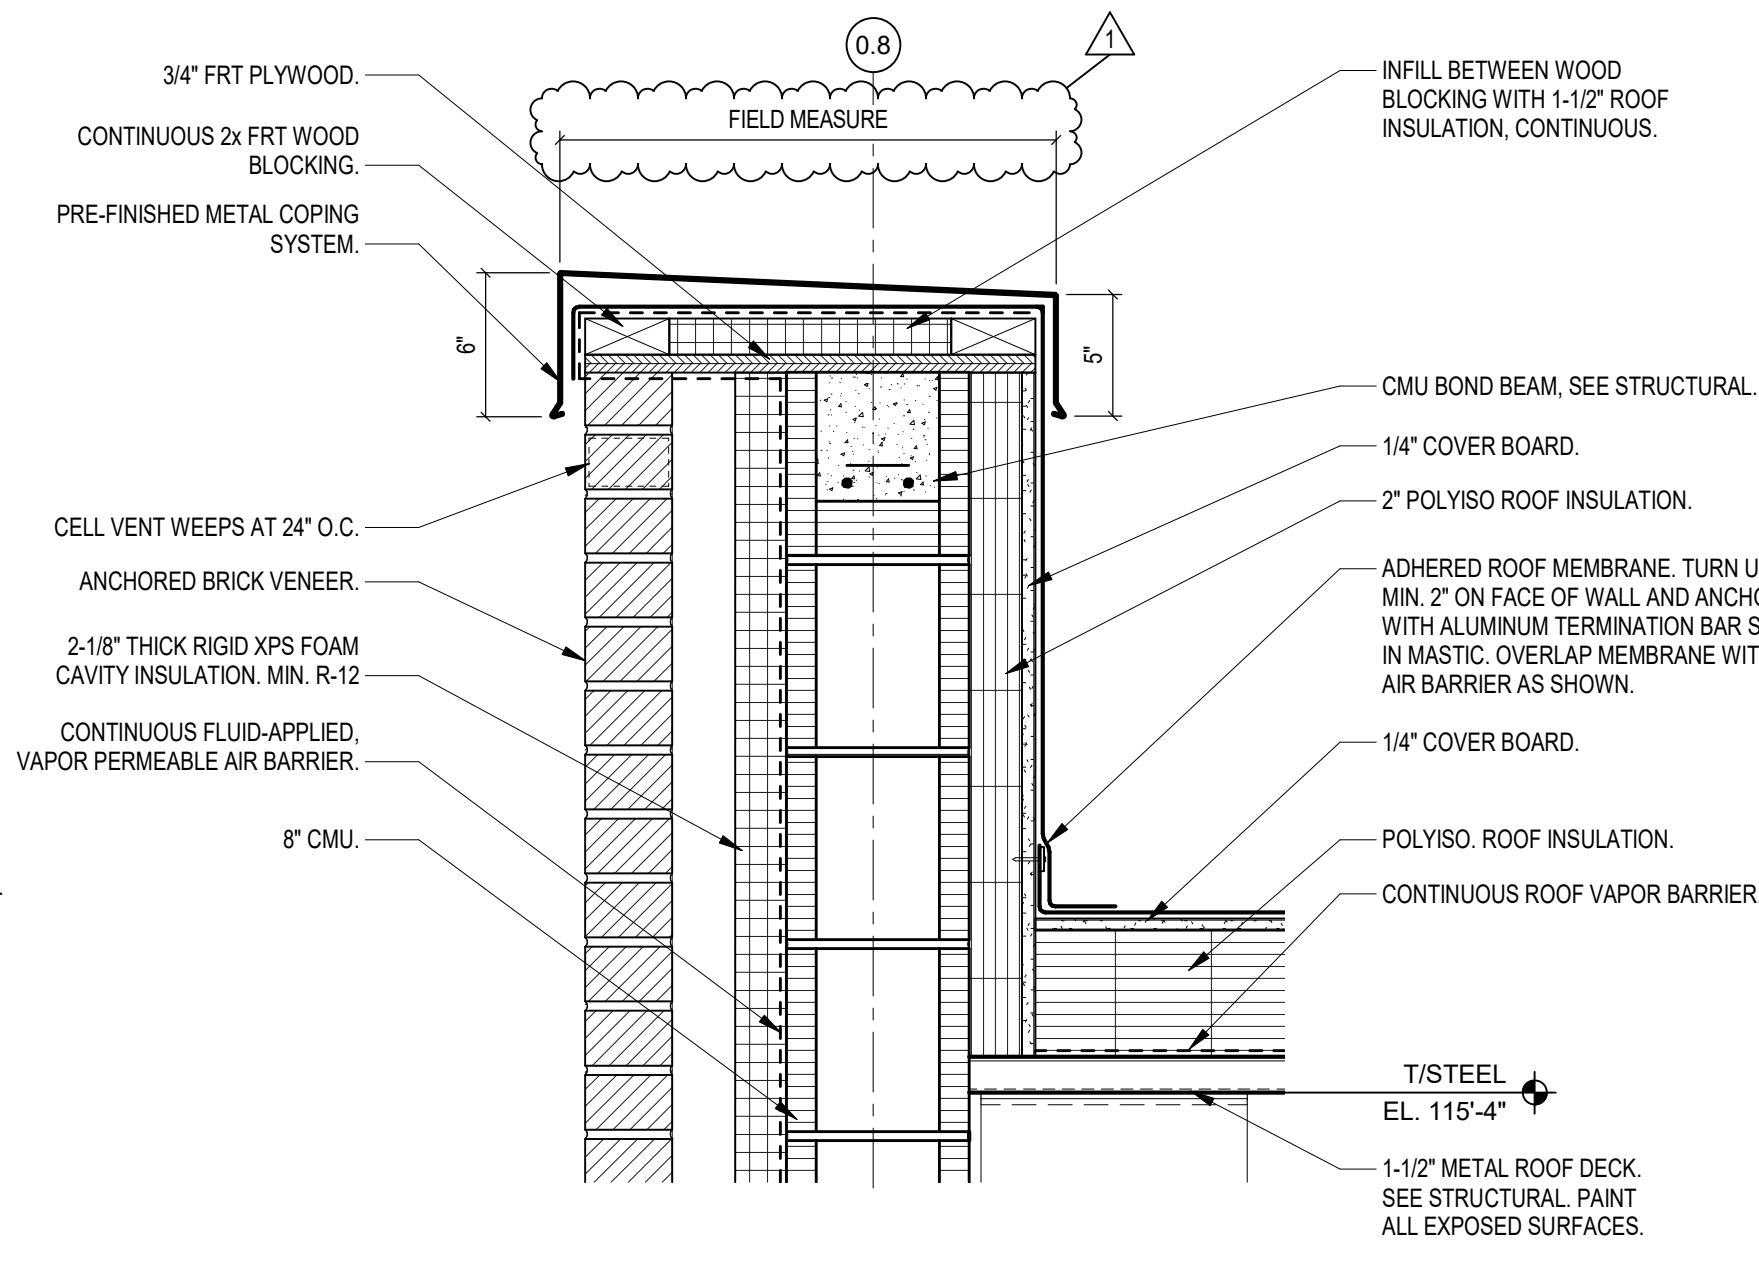 0.8
1
FIELD MEASURE
3/4" FRT PLYWOOD.
CONTINUOUS 2x FRT WOOD
BLOCKING.
PRE-FINISHED METAL COPING
SYSTEM.
6"
5"
CELL VENT WEEPS AT 24" O.C.
ANCHORED BRICK VENEER.
2-1/8" THICK RIGID XPS FOAM
CAVITY INSULATION. MIN. R-12
CONTINUOUS FLUID-APPLIED,
VAPOR PERMEABLE AIR BARRIER.
8" CMU.
INFILL BETWEEN WOOD
BLOCKING WITH 1-1/2" ROOF
INSULATION, CONTINUOUS.
CMU BOND BEAM, SEE STRUCTURAL.
1/4" COVER BOARD.
2" POLYISO ROOF INSULATION.
ADHERED ROOF MEMBRANE. TURN U
MIN. 2" ON FACE OF WALL AND ANCHO
WITH ALUMINUM TERMINATION BAR S
IN MASTIC. OVERLAP MEMBRANE WIT
AIR BARRIER AS SHOWN.
1/4" COVER BOARD.
POLYISO. ROOF INSULATION.
CONTINUOUS ROOF VAPOR BARRIER.
T/STEEL
EL. 115'-4"
1-1/2" METAL ROOF DECK.
SEE STRUCTURAL. PAINT
ALL EXPOSED SURFACES.